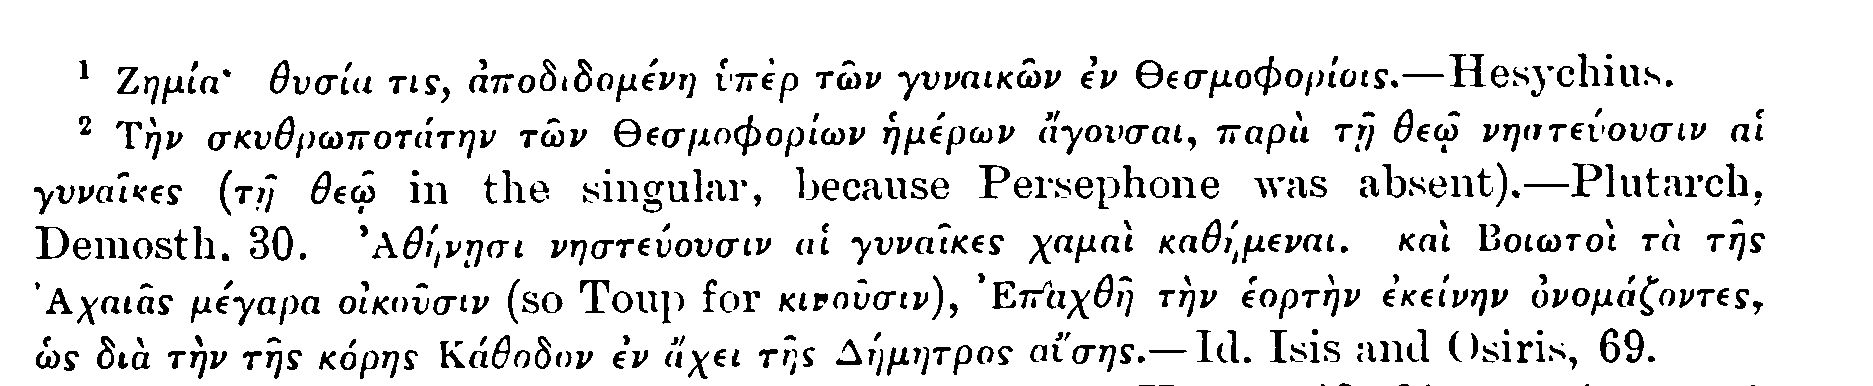 ¹ Ζημία· θυσία τις, ἀποδιδομένη ὑπὲρ τῶν γυναικῶν ἐν Θεσμοφορίοις.—Hesychius.
² Τὴν σκυθρωποτάτην τῶν Θεσμοφορίων ἡμέρων ἄγουσαι, παρὰ τῇ θεῷ νηστεύουσιν αἱ
γυναῖκες (τῇ θεῷ in the singular, because Persephone was absent).—Plutarch,
Demosth. 30. Ἀθήνῃσι νηστεύουσιν αἱ γυναῖκες χαμαὶ καθήμεναι. καὶ Βοιωτοὶ τὰ τῆς
Ἀχαιᾶς μέγαρα οἰκοῦσιν (so Toup for κινοῦσιν), Ἐπαχθῆ τὴν ἑορτὴν ἐκείνην ὀνομάζοντες,
ὡς διὰ τὴν τῆς κόρης Κάθοδον ἐν ἄχει τῆς Δήμητρος οὔσης.—Id. Isis and Osiris, 69.